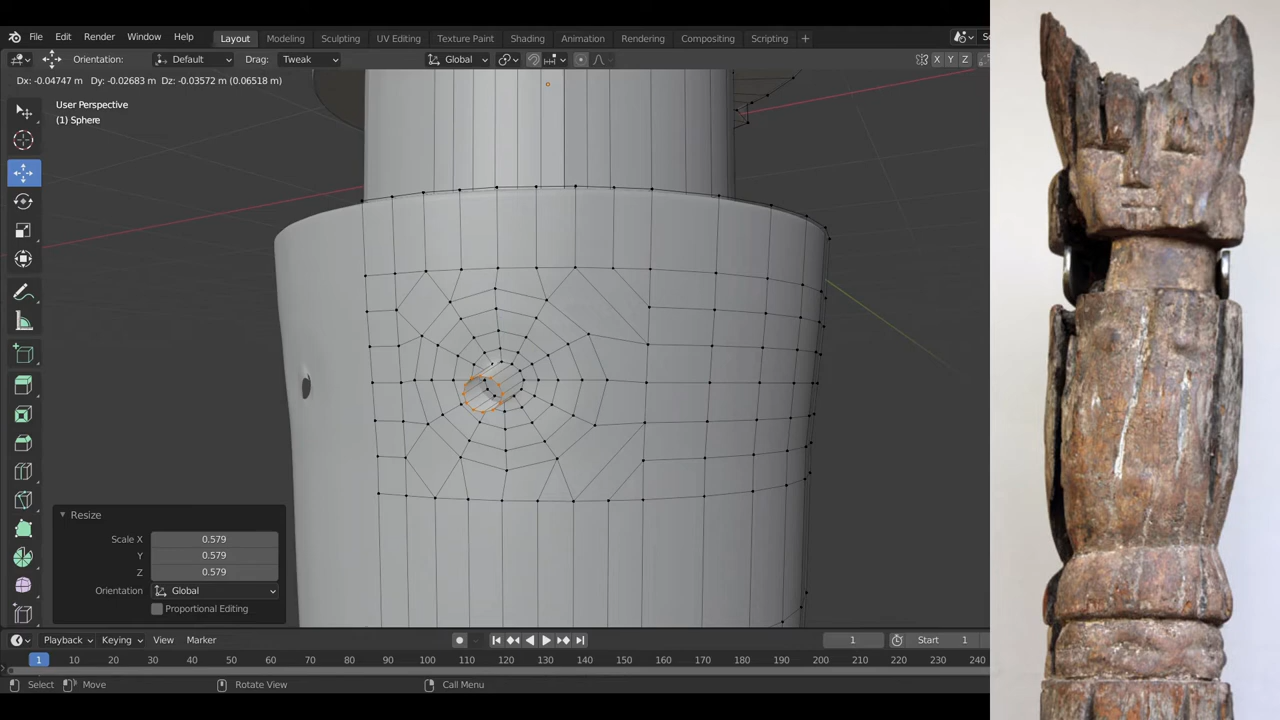 File Edit Render Window Help Layout Modeling Sculpting UV Editing Texture Paint Shading Animation Rendering Compositing Scripting +
Orientation: Default Drag: Tweak Global X Y Z
Dx: -0.04747 m Dy: -0.02683 m Dz: -0.03572 m (0.06518 m)
User Perspective
(1) Sphere
Resize
Scale X 0.579
Y 0.579
Z 0.579
Orientation Global
Proportional Editing
Playback Keying View Marker 1 Start 1
1 10 20 30 40 50 60 70 80 90 100 110 120 130 140 150 160 170 180 190 200 210 220 230 240
Select Move Rotate View Call Menu